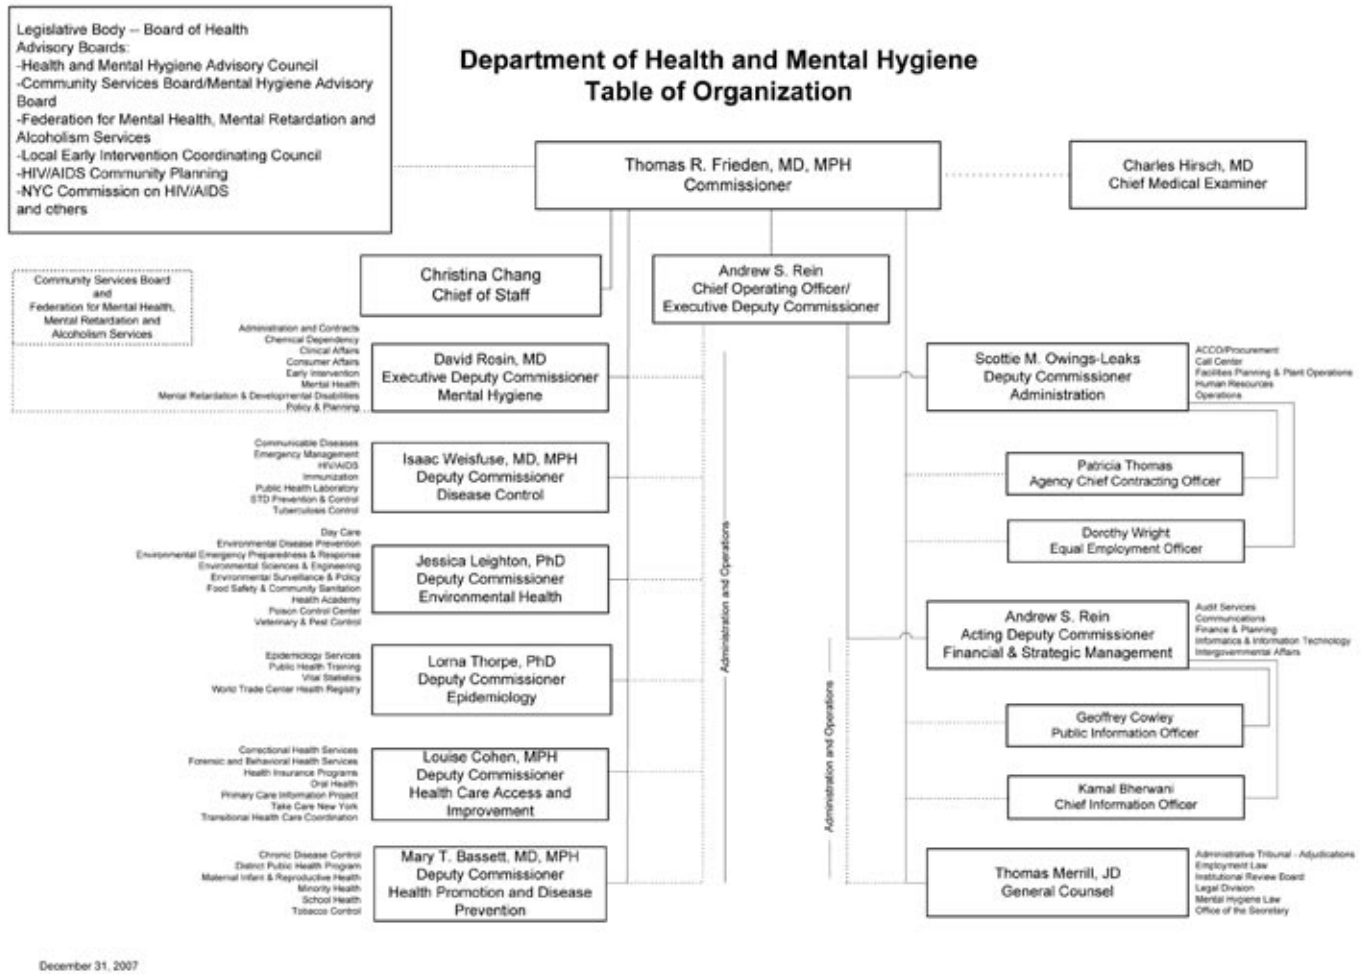 Legislative Body -- Board of Health
Advisory Boards:
-Health and Mental Hygiene Advisory Council
-Community Services Board/Mental Hygiene Advisory
Board
-Federation for Mental Health, Mental Retardation and
Alcoholism Services
-Local Early Intervention Coordinating Council
-HIV/AIDS Community Planning
-NYC Commission on HIV/AIDS
and others
Department of Health and Mental Hygiene
Table of Organization
Thomas R. Frieden, MD, MPH
Commissioner
Charles Hirsch, MD
Chief Medical Examiner
Christina Chang
Chief of Staff
Andrew S. Rein
Chief Operating Officer/
Executive Deputy Commissioner
Community Services Board
and
Federation for Mental Health,
Mental Retardation and
Alcoholism Services
Administration and Contracts
Chemical Dependency
Clinical Affairs
Consumer Affairs
Early Intervention
Mental Health
Mental Retardation & Developmental Disabilities
Policy & Planning
David Rosin, MD
Executive Deputy Commissioner
Mental Hygiene
Communicable Diseases
Emergency Management
HIV/AIDS
Immunization
Public Health Laboratory
STD Prevention & Control
Tuberculosis Control
Isaac Weisfuse, MD, MPH
Deputy Commissioner
Disease Control
Day Care
Environmental Disease Prevention
Environmental Emergency Preparedness & Response
Environmental Sciences & Engineering
Environmental Surveillance & Policy
Food Safety & Community Sanitation
Health Academy
Poison Control Center
Veterinary & Pest Control
Jessica Leighton, PhD
Deputy Commissioner
Environmental Health
Epidemiology Services
Public Health Training
Vital Statistics
World Trade Center Health Registry
Lorna Thorpe, PhD
Deputy Commissioner
Epidemiology
Correctional Health Services
Forensic and Behavioral Health Services
Health Insurance Programs
Oral Health
Primary Care Information Project
Take Care New York
Transitional Health Care Coordination
Louise Cohen, MPH
Deputy Commissioner
Health Care Access and
Improvement
Chronic Disease Control
District Public Health Program
Maternal Infant & Reproductive Health
Minority Health
School Health
Tobacco Control
Mary T. Bassett, MD, MPH
Deputy Commissioner
Health Promotion and Disease
Prevention
Administration and Operations
Administration and Operations
Scottie M. Owings-Leaks
Deputy Commissioner
Administration
ACCO/Procurement
Call Center
Facilities Planning & Plant Operations
Human Resources
Operations
Patricia Thomas
Agency Chief Contracting Officer
Dorothy Wright
Equal Employment Officer
Andrew S. Rein
Acting Deputy Commissioner
Financial & Strategic Management
Audit Services
Communications
Finance & Planning
Informatics & Information Technology
Intergovernmental Affairs
Geoffrey Cowley
Public Information Officer
Kamal Bherwani
Chief Information Officer
Thomas Merrill, JD
General Counsel
Administrative Tribunal - Adjudications
Employment Law
Institutional Review Board
Legal Division
Mental Hygiene Law
Office of the Secretary
December 31, 2007